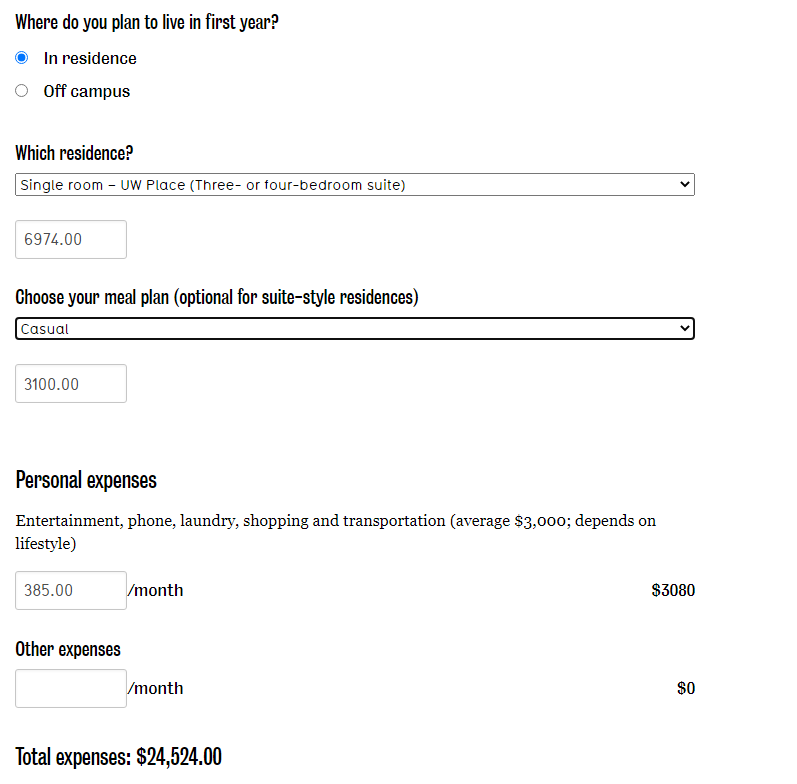 Where do you plan to live in first year?
In residence
Off campus
Which residence?
Single room – UW Place (Three- or four-bedroom suite)
6974.00
Choose your meal plan (optional for suite-style residences)
Casual
3100.00
Personal expenses
Entertainment, phone, laundry, shopping and transportation (average $3,000; depends on
lifestyle)
385.00 /month $3080
Other expenses
/month $0
Total expenses: $24,524.00